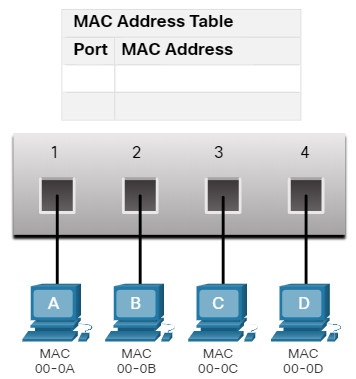 MAC Address Table
Port MAC Address
1 2 3 4
A B C D
MAC MAC MAC MAC
00-0A 00-0B 00-0C 00-0D